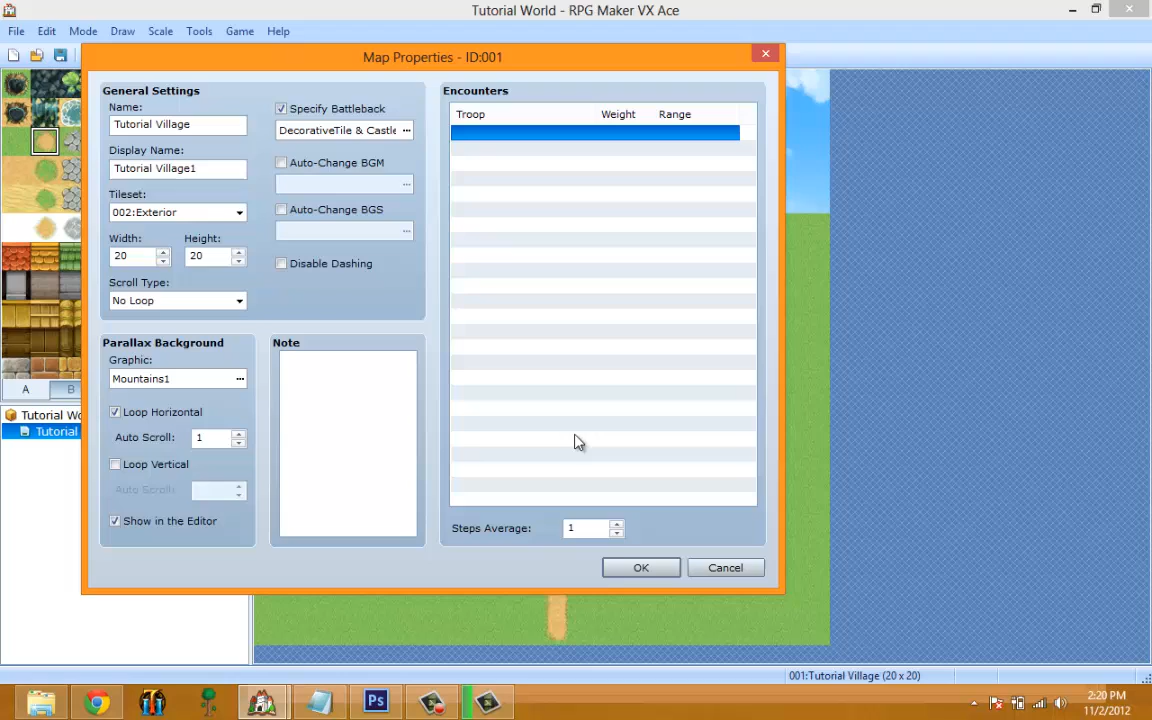 Tutorial World - RPG Maker VX Ace
File Edit Mode Draw Scale Tools Game Help
Map Properties - ID:001
General Settings
Name:
Tutorial Village
Display Name:
Tutorial Village1
Tileset:
002:Exterior
Width: Height:
20 20
Scroll Type:
No Loop
Specify Battleback
DecorativeTile & Castle ...
Auto-Change BGM
...
Auto-Change BGS
...
Disable Dashing
Parallax Background
Graphic:
Mountains1 ...
Loop Horizontal
Auto Scroll: 1
Loop Vertical
Auto Scroll:
Show in the Editor
Note
Encounters
Troop Weight Range
Steps Average: 1
OK Cancel
A B
Tutorial Wo
Tutorial
001:Tutorial Village (20 x 20)
Ps
2:20 PM
11/2/2012